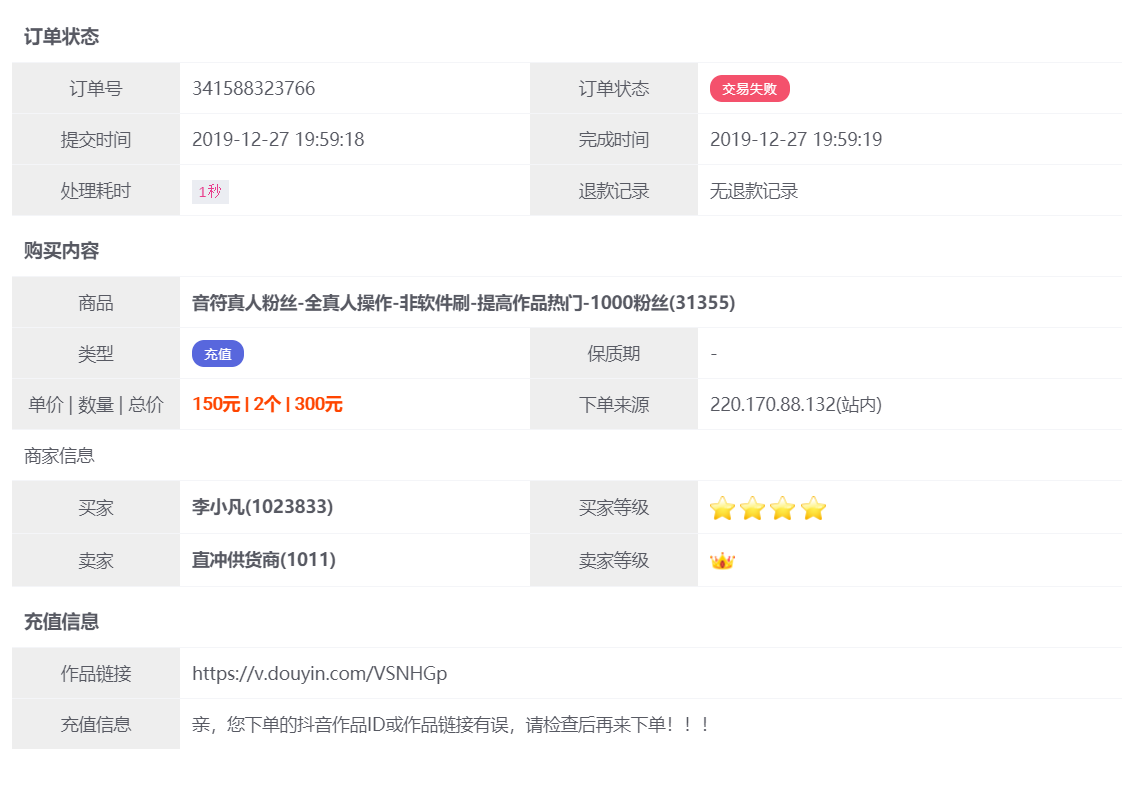 订单状态
订单号 341588323766 订单状态 交易失败
提交时间 2019-12-27 19:59:18 完成时间 2019-12-27 19:59:19
处理耗时 1秒 退款记录 无退款记录
购买内容
商品 音符真人粉丝-全真人操作-非软件刷-提高作品热门-1000粉丝(31355)
类型 充值 保质期 -
单价 | 数量 | 总价 150元 | 2个 | 300元 下单来源 220.170.88.132(站内)
商家信息
买家 李小凡(1023833) 买家等级
卖家 直冲供货商(1011) 卖家等级
充值信息
作品链接 https://v.douyin.com/VSNHGp
充值信息 亲，您下单的抖音作品ID或作品链接有误，请检查后再来下单！！！